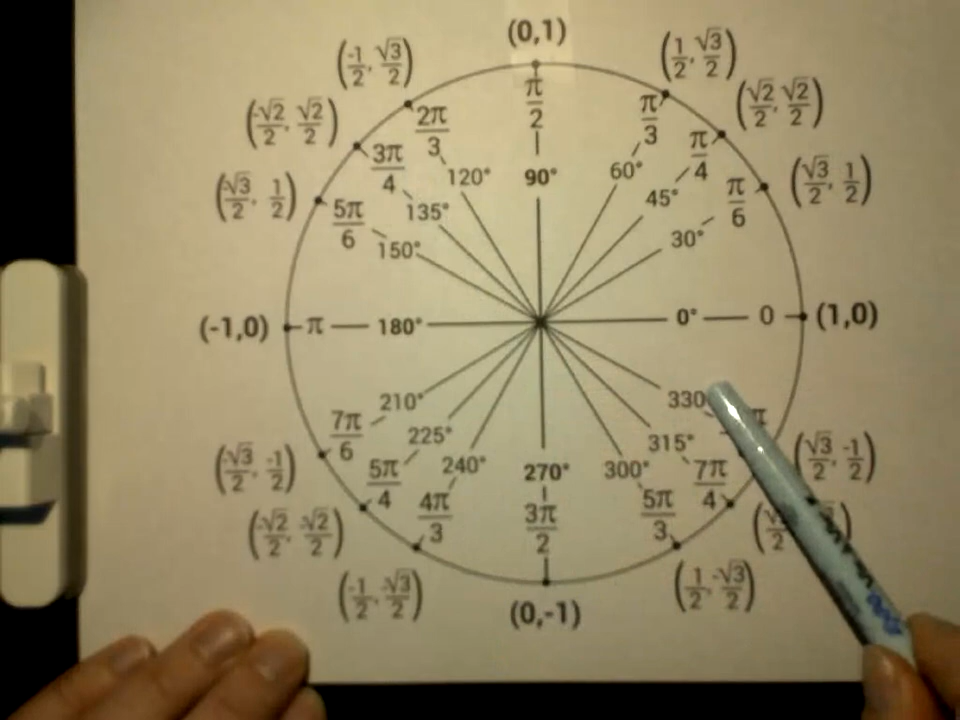 (0,1)
(-1/2, √3/2)
(1/2, √3/2)
(-√2/2, √2/2)
2π/3
π/2
π/3
(√2/2, √2/2)
3π/4
120°
90°
60°
π/4
(-√3/2, 1/2)
5π/6
135°
45°
π/6
(√3/2, 1/2)
150°
30°
(-1,0)
π
180°
0°
0
(1,0)
210°
330
π
7π/6
225°
315°
(-√3/2, -1/2)
5π/4
240°
270°
300°
7π/4
(√3/2, -1/2)
(-√2/2, -√2/2)
4π/3
3π/2
5π/3
(-1/2, -√3/2)
(0,-1)
(1/2, -√3/2)